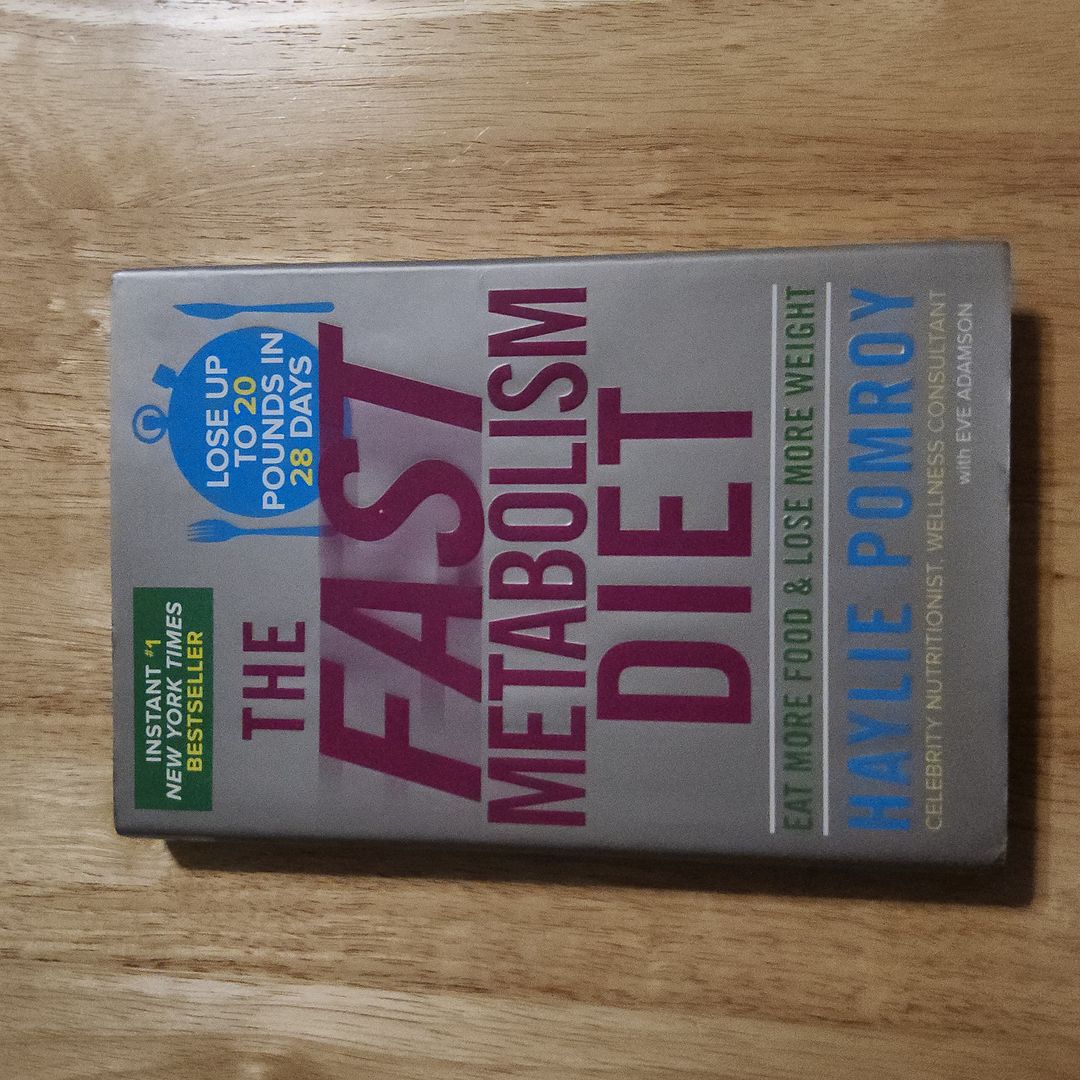 INSTANT #1
NEW YORK TIMES
BESTSELLER
LOSE UP
TO 20
POUNDS IN
28 DAYS
THE
FAST
METABOLISM
DIET
EAT MORE FOOD & LOSE MORE WEIGHT
HAYLIE POMROY
CELEBRITY NUTRITIONIST, WELLNESS CONSULTANT
with EVE ADAMSON